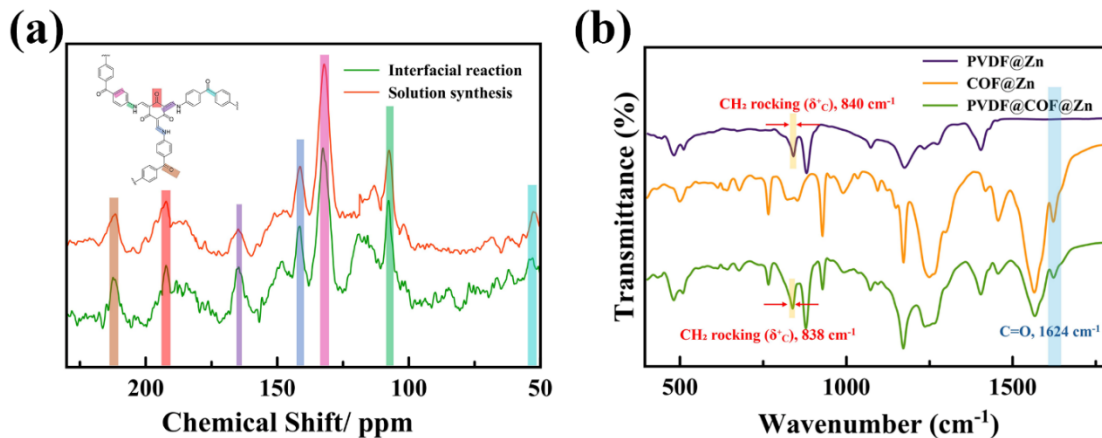 (a)
Interfacial reaction
Solution synthesis
200
150
100
50
Chemical Shift/ ppm
(b)
PVDF@Zn
COF@Zn
PVDF@COF@Zn
CH₂ rocking (δ⁺C), 840 cm⁻¹
CH₂ rocking (δ⁺C), 838 cm⁻¹
C=O, 1624 cm⁻¹
Transmittance (%)
500
1000
1500
Wavenumber (cm⁻¹)